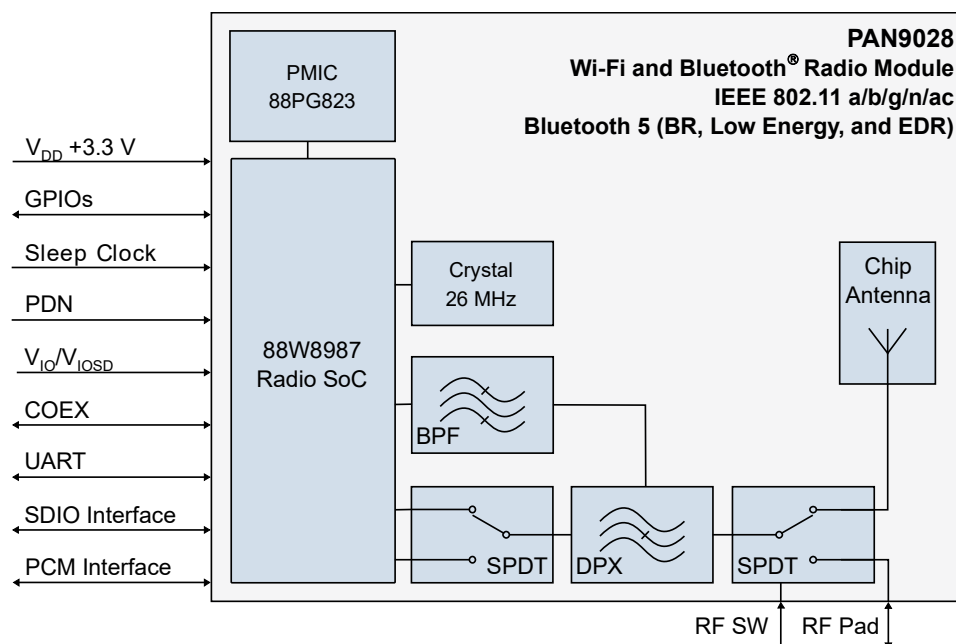 PAN9028
Wi-Fi and Bluetooth® Radio Module
IEEE 802.11 a/b/g/n/ac
Bluetooth 5 (BR, Low Energy, and EDR)
PMIC
88PG823
VDD +3.3 V
GPIOs
Sleep Clock
PDN
VIO/VIOSD
COEX
UART
SDIO Interface
PCM Interface
88W8987
Radio SoC
Crystal
26 MHz
BPF
SPDT
DPX
SPDT
Chip
Antenna
RF SW
RF Pad